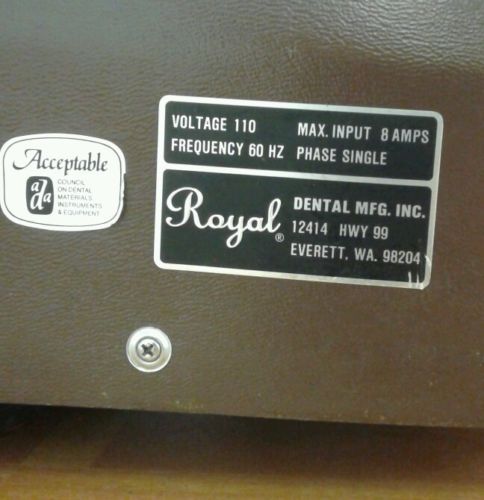 Acceptable
ada
COUNCIL
ON DENTAL
MATERIALS,
INSTRUMENTS
& EQUIPMENT
VOLTAGE 110 MAX. INPUT 8 AMPS
FREQUENCY 60 HZ PHASE SINGLE
Royal®
DENTAL MFG. INC.
12414 HWY 99
EVERETT, WA. 98204